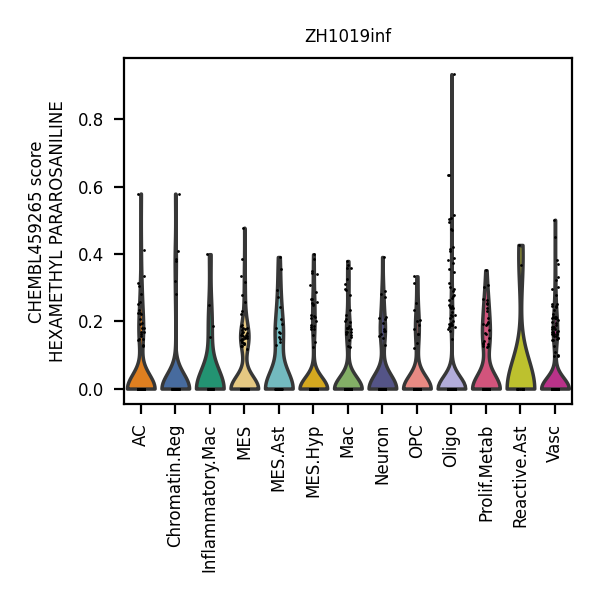 ZH1019inf
CHEMBL459265 score
HEXAMETHYL PARAROSANILINE
0.8
0.6
0.4
0.2
0.0
AC
Chromatin.Reg
Inflammatory.Mac
MES
MES.Ast
MES.Hyp
Mac
Neuron
OPC
Oligo
Prolif.Metab
Reactive.Ast
Vasc